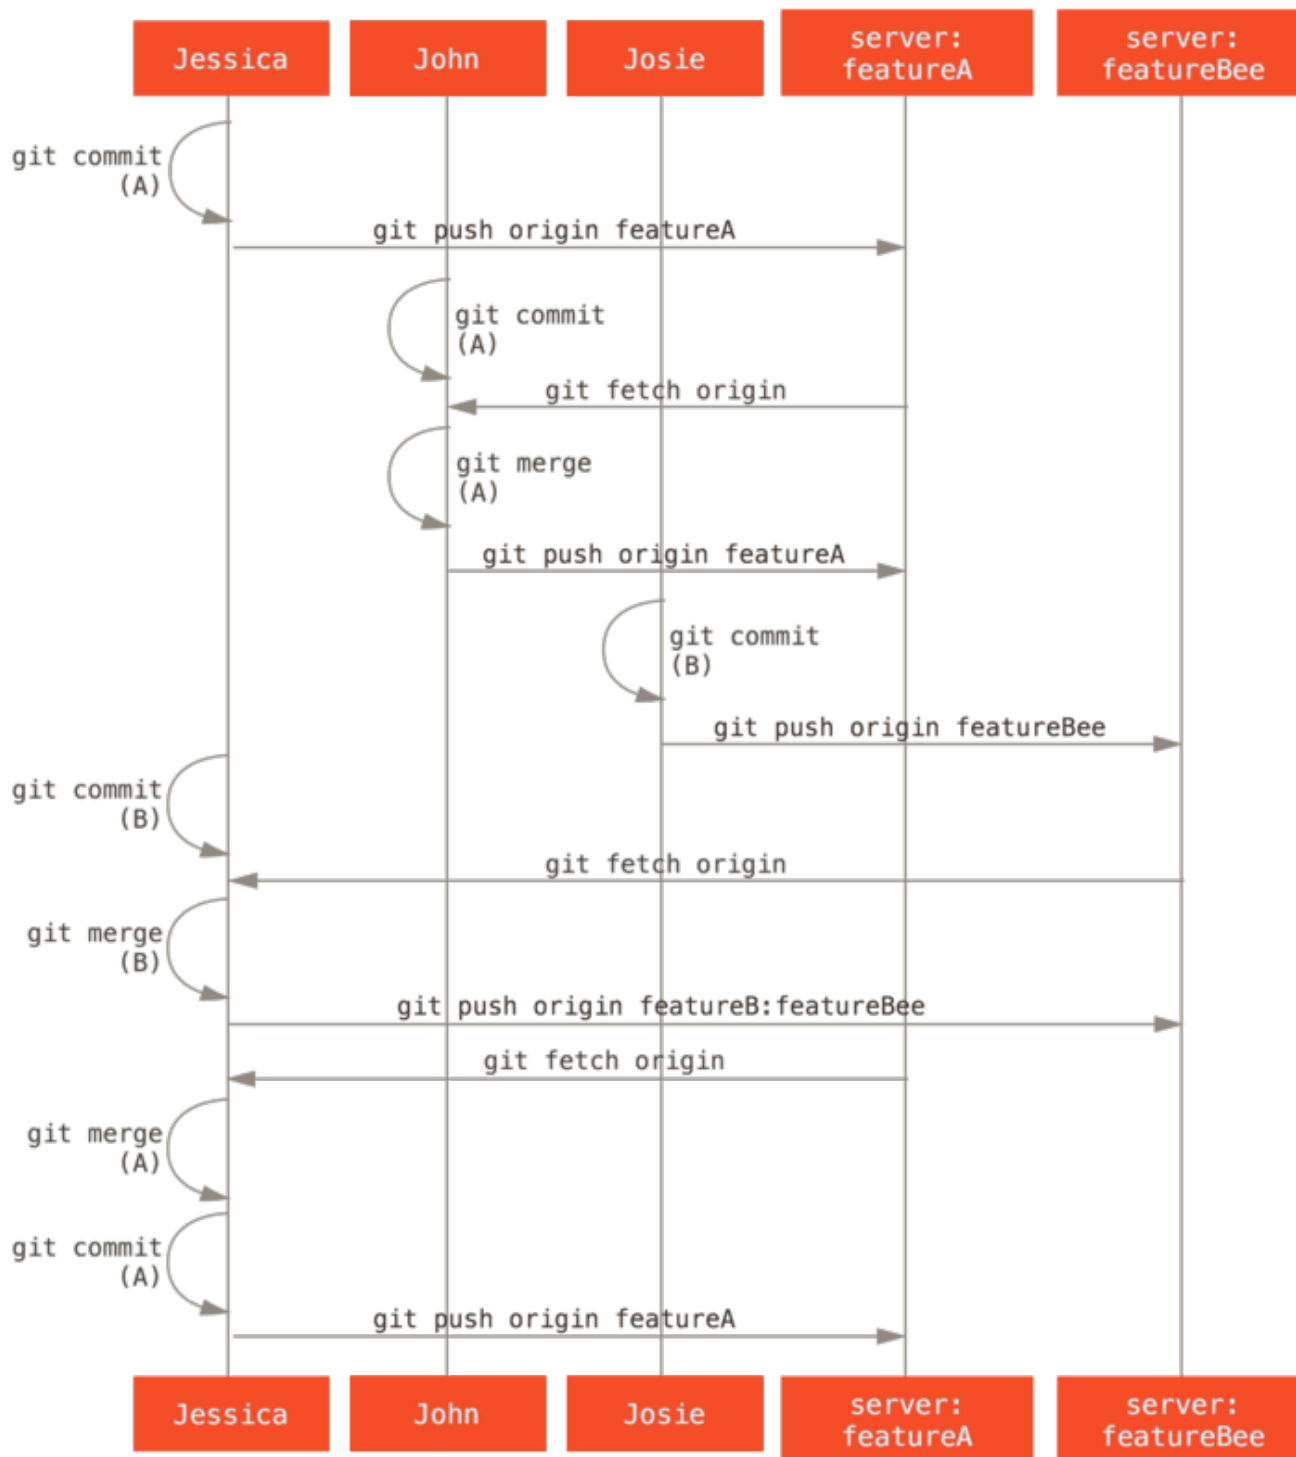 Jessica
John
Josie
server:
featureA
server:
featureBee
git commit
(A)
git push origin featureA
git commit
(A)
git fetch origin
git merge
(A)
git push origin featureA
git commit
(B)
git push origin featureBee
git commit
(B)
git fetch origin
git merge
(B)
git push origin featureB:featureBee
git fetch origin
git merge
(A)
git commit
(A)
git push origin featureA
Jessica
John
Josie
server:
featureA
server:
featureBee